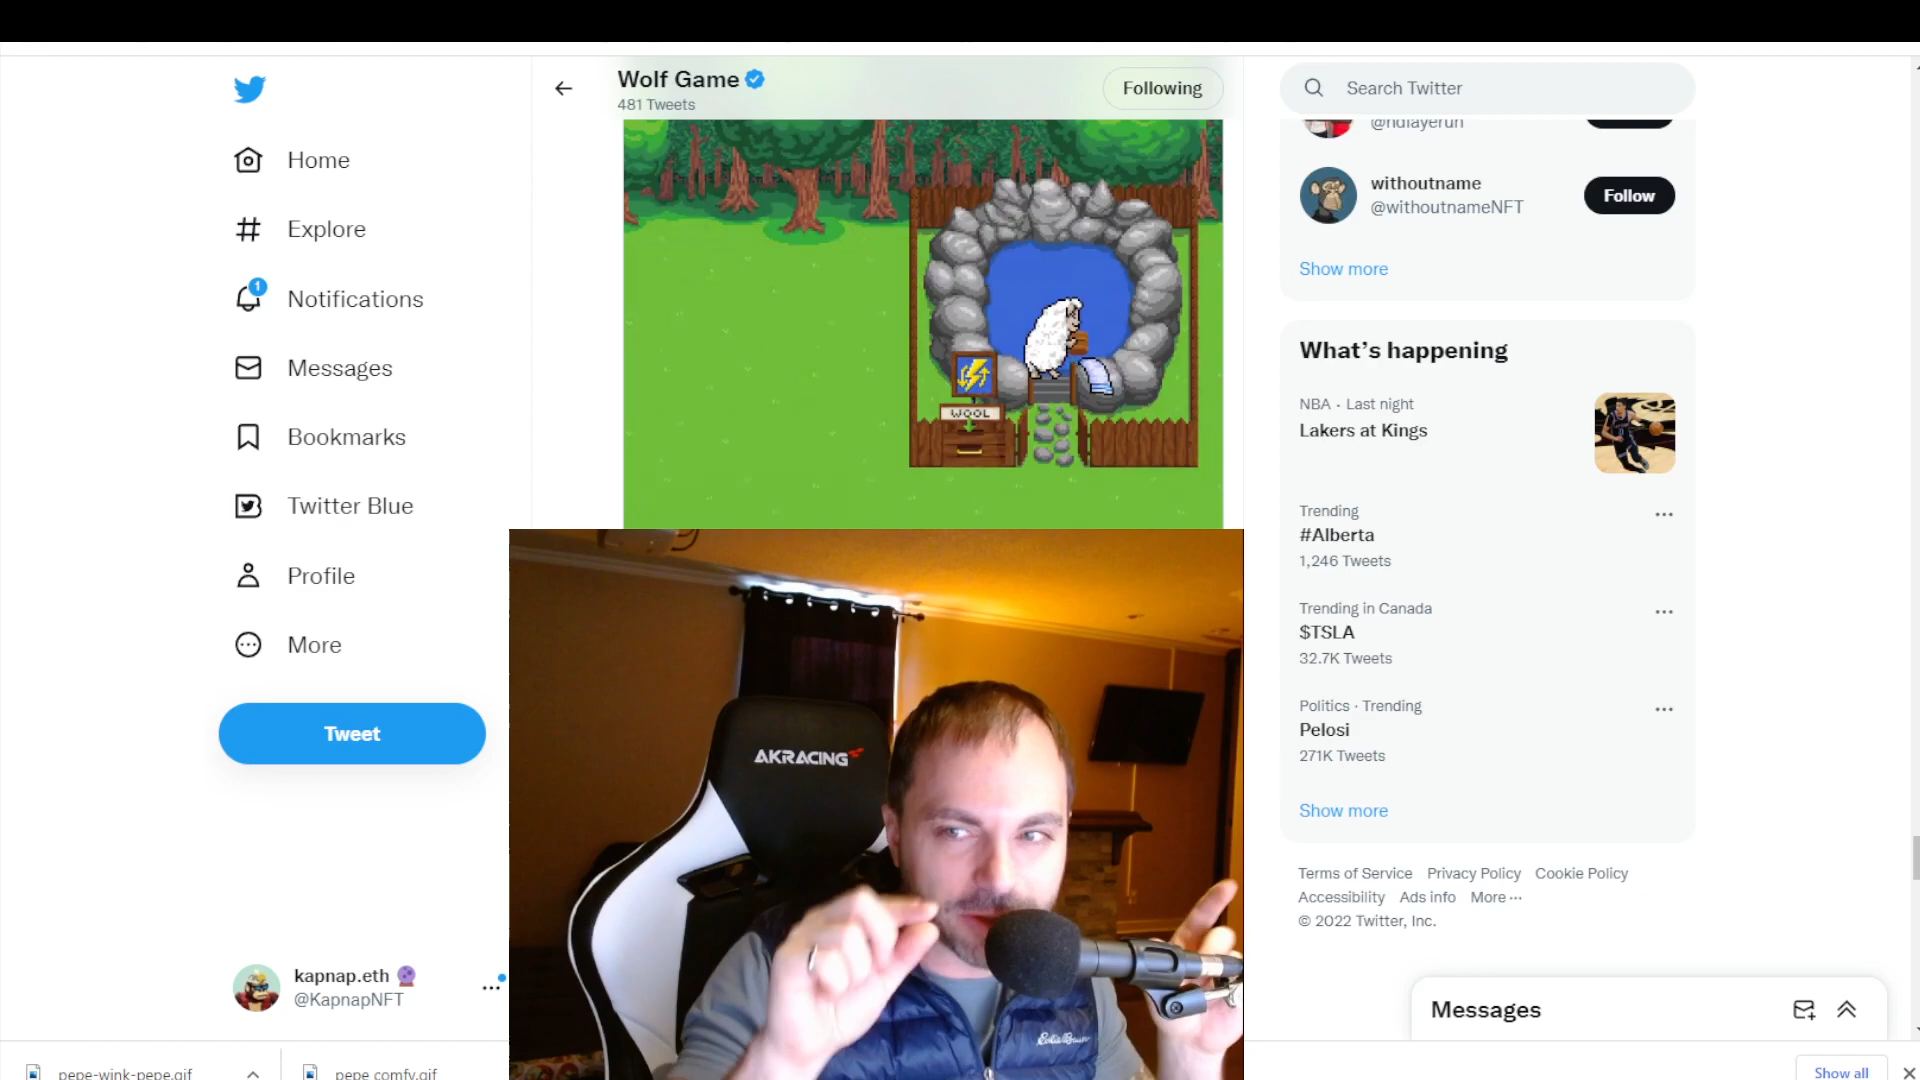 Home
Explore
1
Notifications
Messages
Bookmarks
Twitter Blue
Profile
More
Tweet
kapnap.eth
@KapnapNFT
Wolf Game
481 Tweets
Following
WOOL
AKRACING
Eddie Bauer
Search Twitter
@ndiayerun
withoutname
@withoutnameNFT
Follow
Show more
What's happening
NBA · Last night
Lakers at Kings
Trending
#Alberta
1,246 Tweets
Trending in Canada
$TSLA
32.7K Tweets
Politics · Trending
Pelosi
271K Tweets
Show more
Terms of Service Privacy Policy Cookie Policy
Accessibility Ads info More ···
© 2022 Twitter, Inc.
Messages
pepe-wink-pepe.gif
pepe comfy.gif
Show all